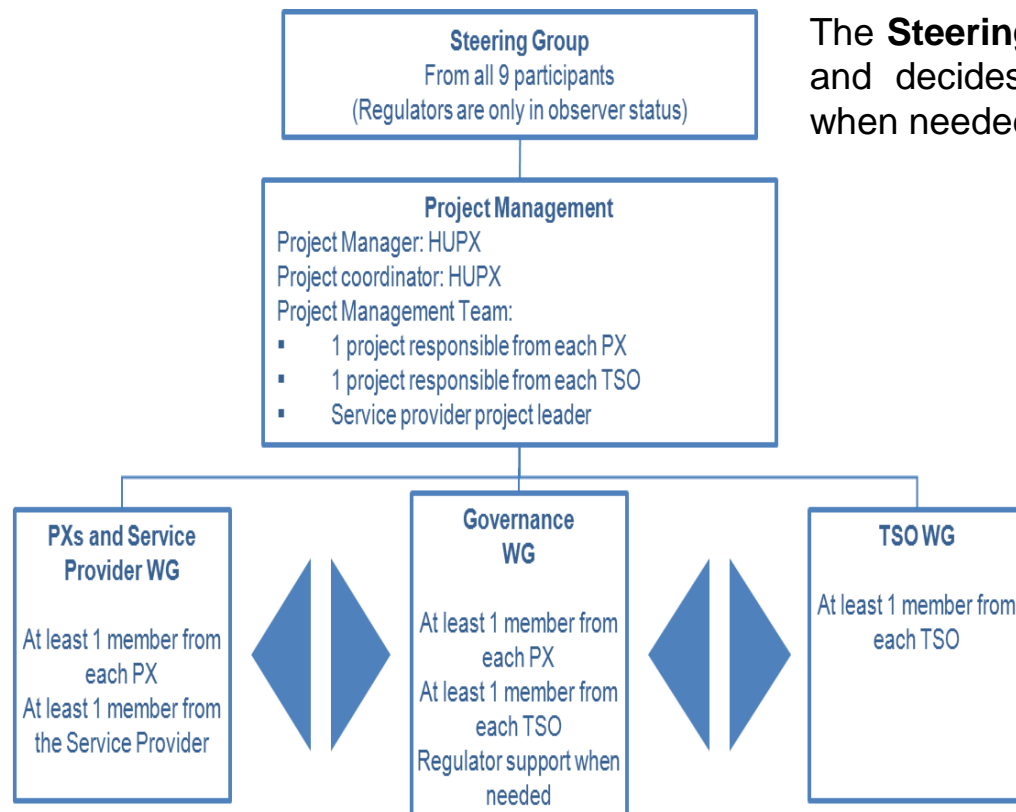 Steering Group
From all 9 participants
(Regulators are only in observer status)
The Steering
and decides
when needed
Project Management
Project Manager: HUPX
Project coordinator: HUPX
Project Management Team:
▪ 1 project responsible from each PX
▪ 1 project responsible from each TSO
▪ Service provider project leader
PXs and Service
Provider WG
At least 1 member from
each PX
At least 1 member from
the Service Provider
Governance
WG
At least 1 member from
each PX
At least 1 member from
each TSO
Regulator support when
needed
TSO WG
At least 1 member from
each TSO